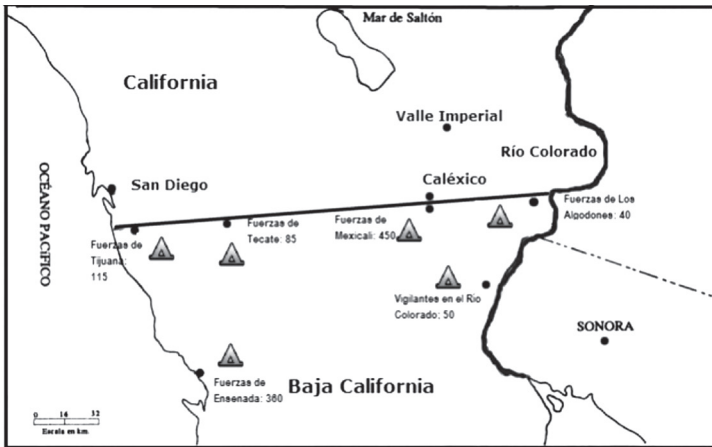 Mar de Saltón
California
Valle Imperial
Río Colorado
OCÉANO PACíFICO
San Diego
Caléxico
Fuerzas de Los
Algodones: 40
Fuerzas de
Tecate: 85
Fuerzas de
Mexicali: 450
Fuerzas de
Tijuana:
115
Vigilantes en el Rio
Colorado: 50
SONORA
Fuerzas de
Ensenada: 360
Baja California
0 16 32
Escala en km.